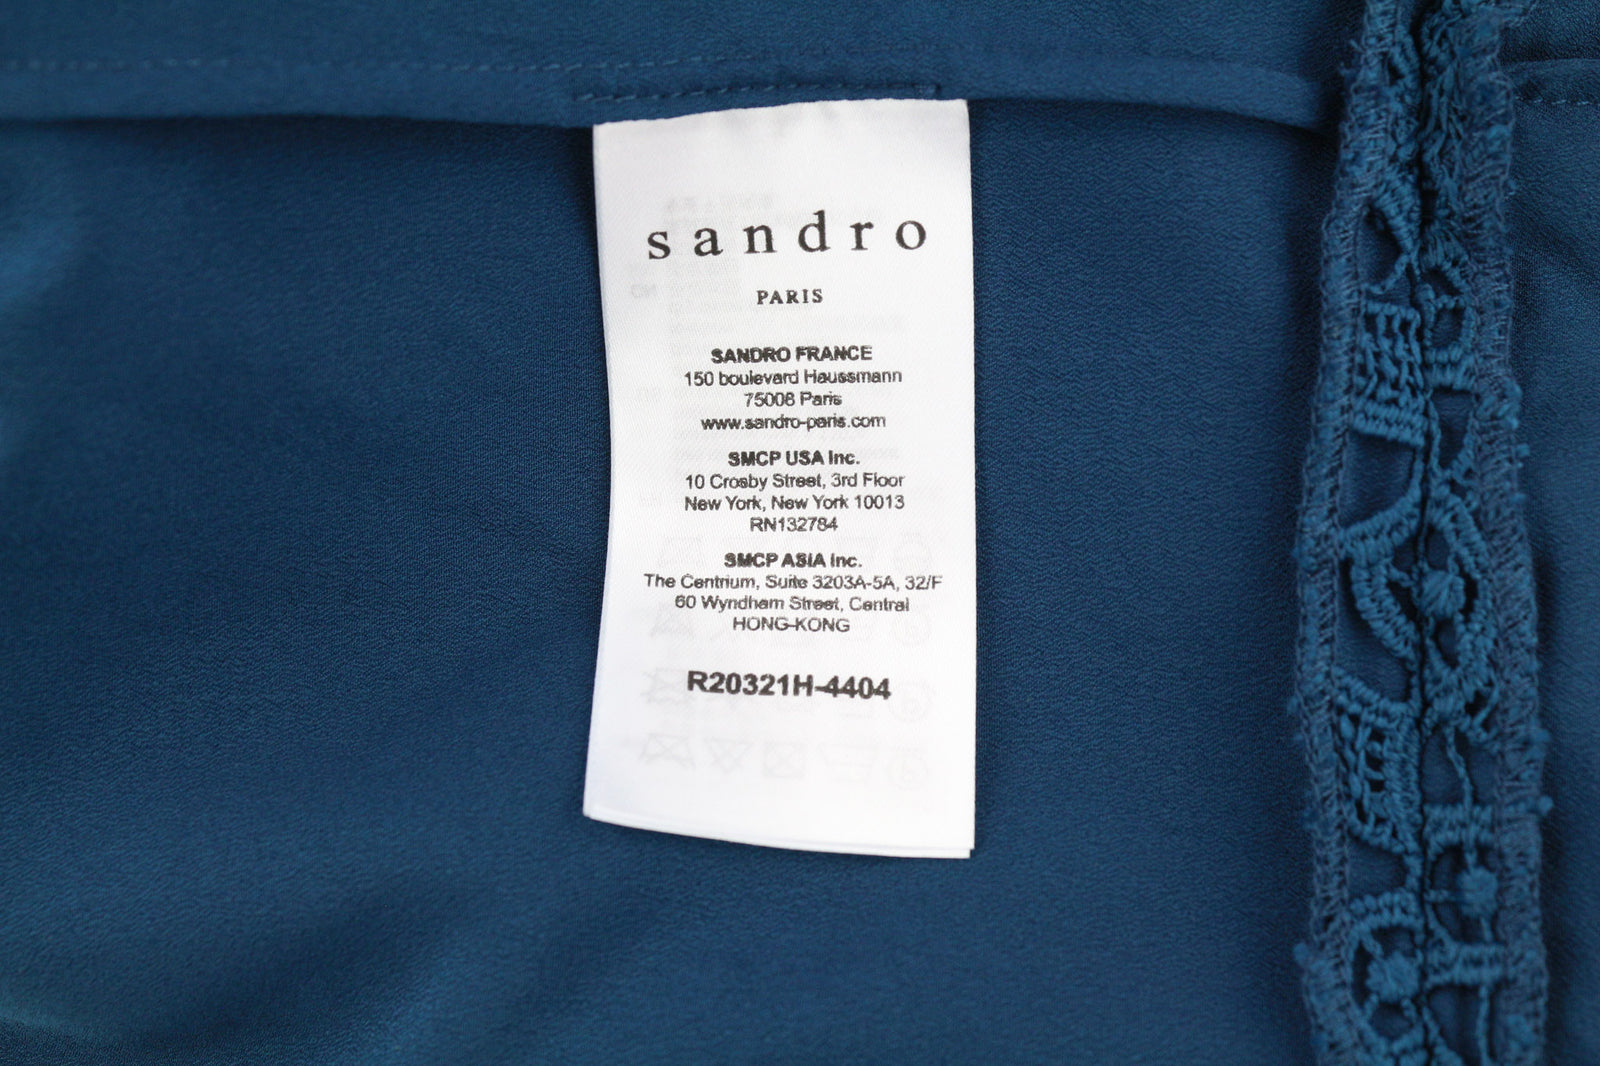 sandro
PARIS
SANDRO FRANCE
150 boulevard Haussmann
75008 Paris
www.sandro-paris.com
SMCP USA Inc.
10 Crosby Street, 3rd Floor
New York, New York 10013
RN132784
SMCP ASIA Inc.
The Centrium, Suite 3203A-5A, 32/F
60 Wyndham Street, Central
HONG-KONG
R20321H-4404